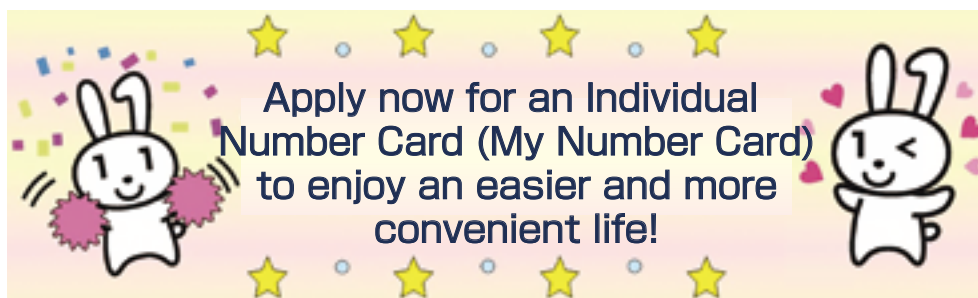 Apply now for an Individual
Number Card (My Number Card)
to enjoy an easier and more
convenient life!